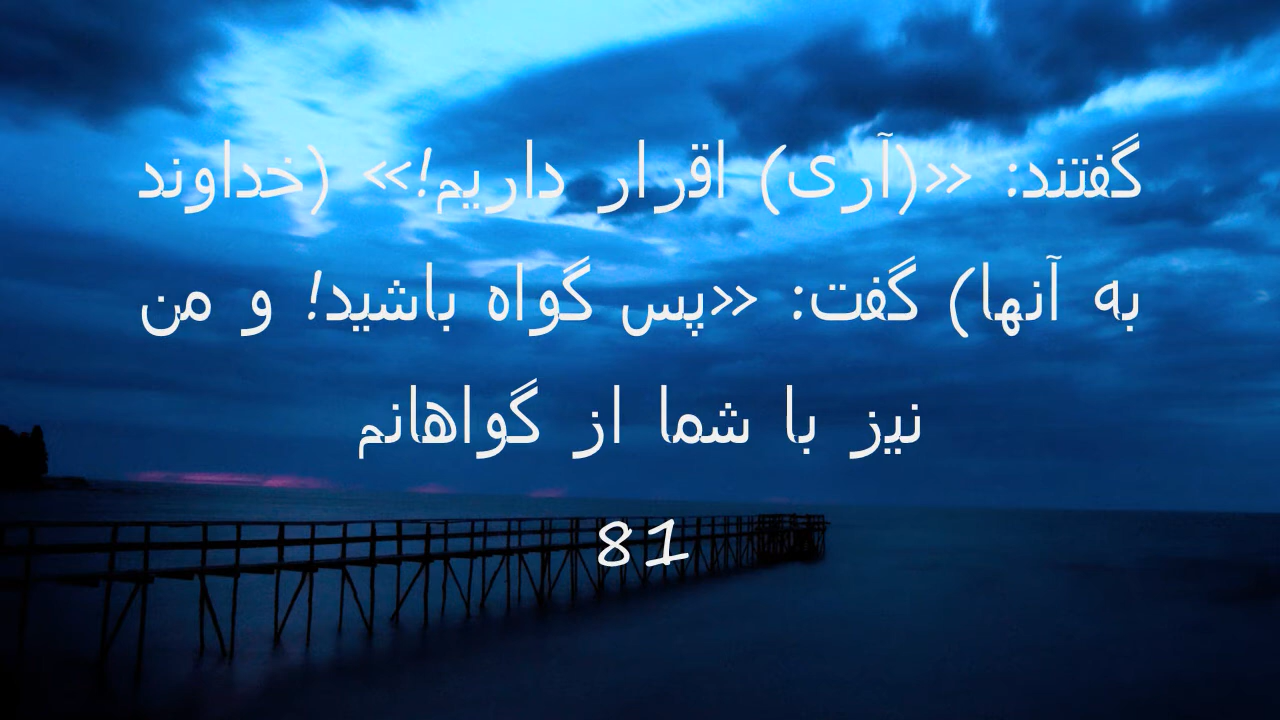 گفتند: «(آری) اقرار داریم!» (خداوند
به آنها) گفت: «پس گواه باشید! و من
نیز با شما از گواهانم
81